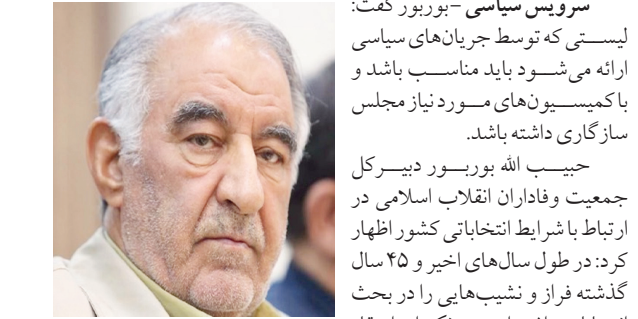 سرویس سیاسی - بوربور گفت:
لیستی که توسط جریان‌های سیاسی
ارائه می‌شود باید مناسب باشد و
با کمیسیون‌های مورد نیاز مجلس
سازگاری داشته باشد.
حبیب الله بوربور دبیرکل
جمعیت وفاداران انقلاب اسلامی در
ارتباط با شرایط انتخاباتی کشور اظهار
کرد: در طول سال‌های اخیر و ۴۵ سال
گذشته فراز و نشیب‌هایی را در بحث